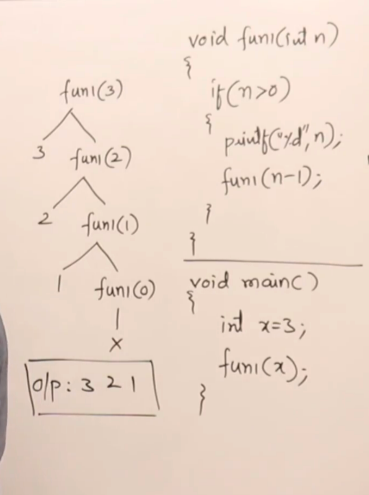 fun1(3)
3 fun1(2)
2 fun1(1)
1 fun1(0)
x
o/p: 3 2 1
void fun1(int n)
{
if(n>0)
{
printf("%d", n);
fun1(n-1);
}
}
void main()
{
int x=3;
fun1(x);
}